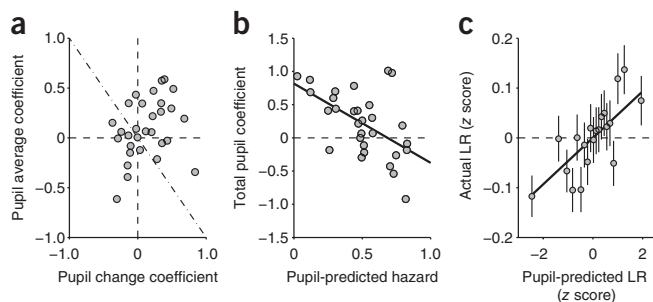 a
1.0
0.5
0
−0.5
−1.0
−1.0
0
1.0
Pupil average coefficient
Pupil change coefficient
b
1.5
1.0
0.5
0
−0.5
−1.0
−1.5
0
0.5
1.0
Total pupil coefficient
Pupil-predicted hazard
c
0.2
0.1
0
−0.1
−0.2
−2
0
2
Actual LR (z score)
Pupil-predicted LR
(z score)